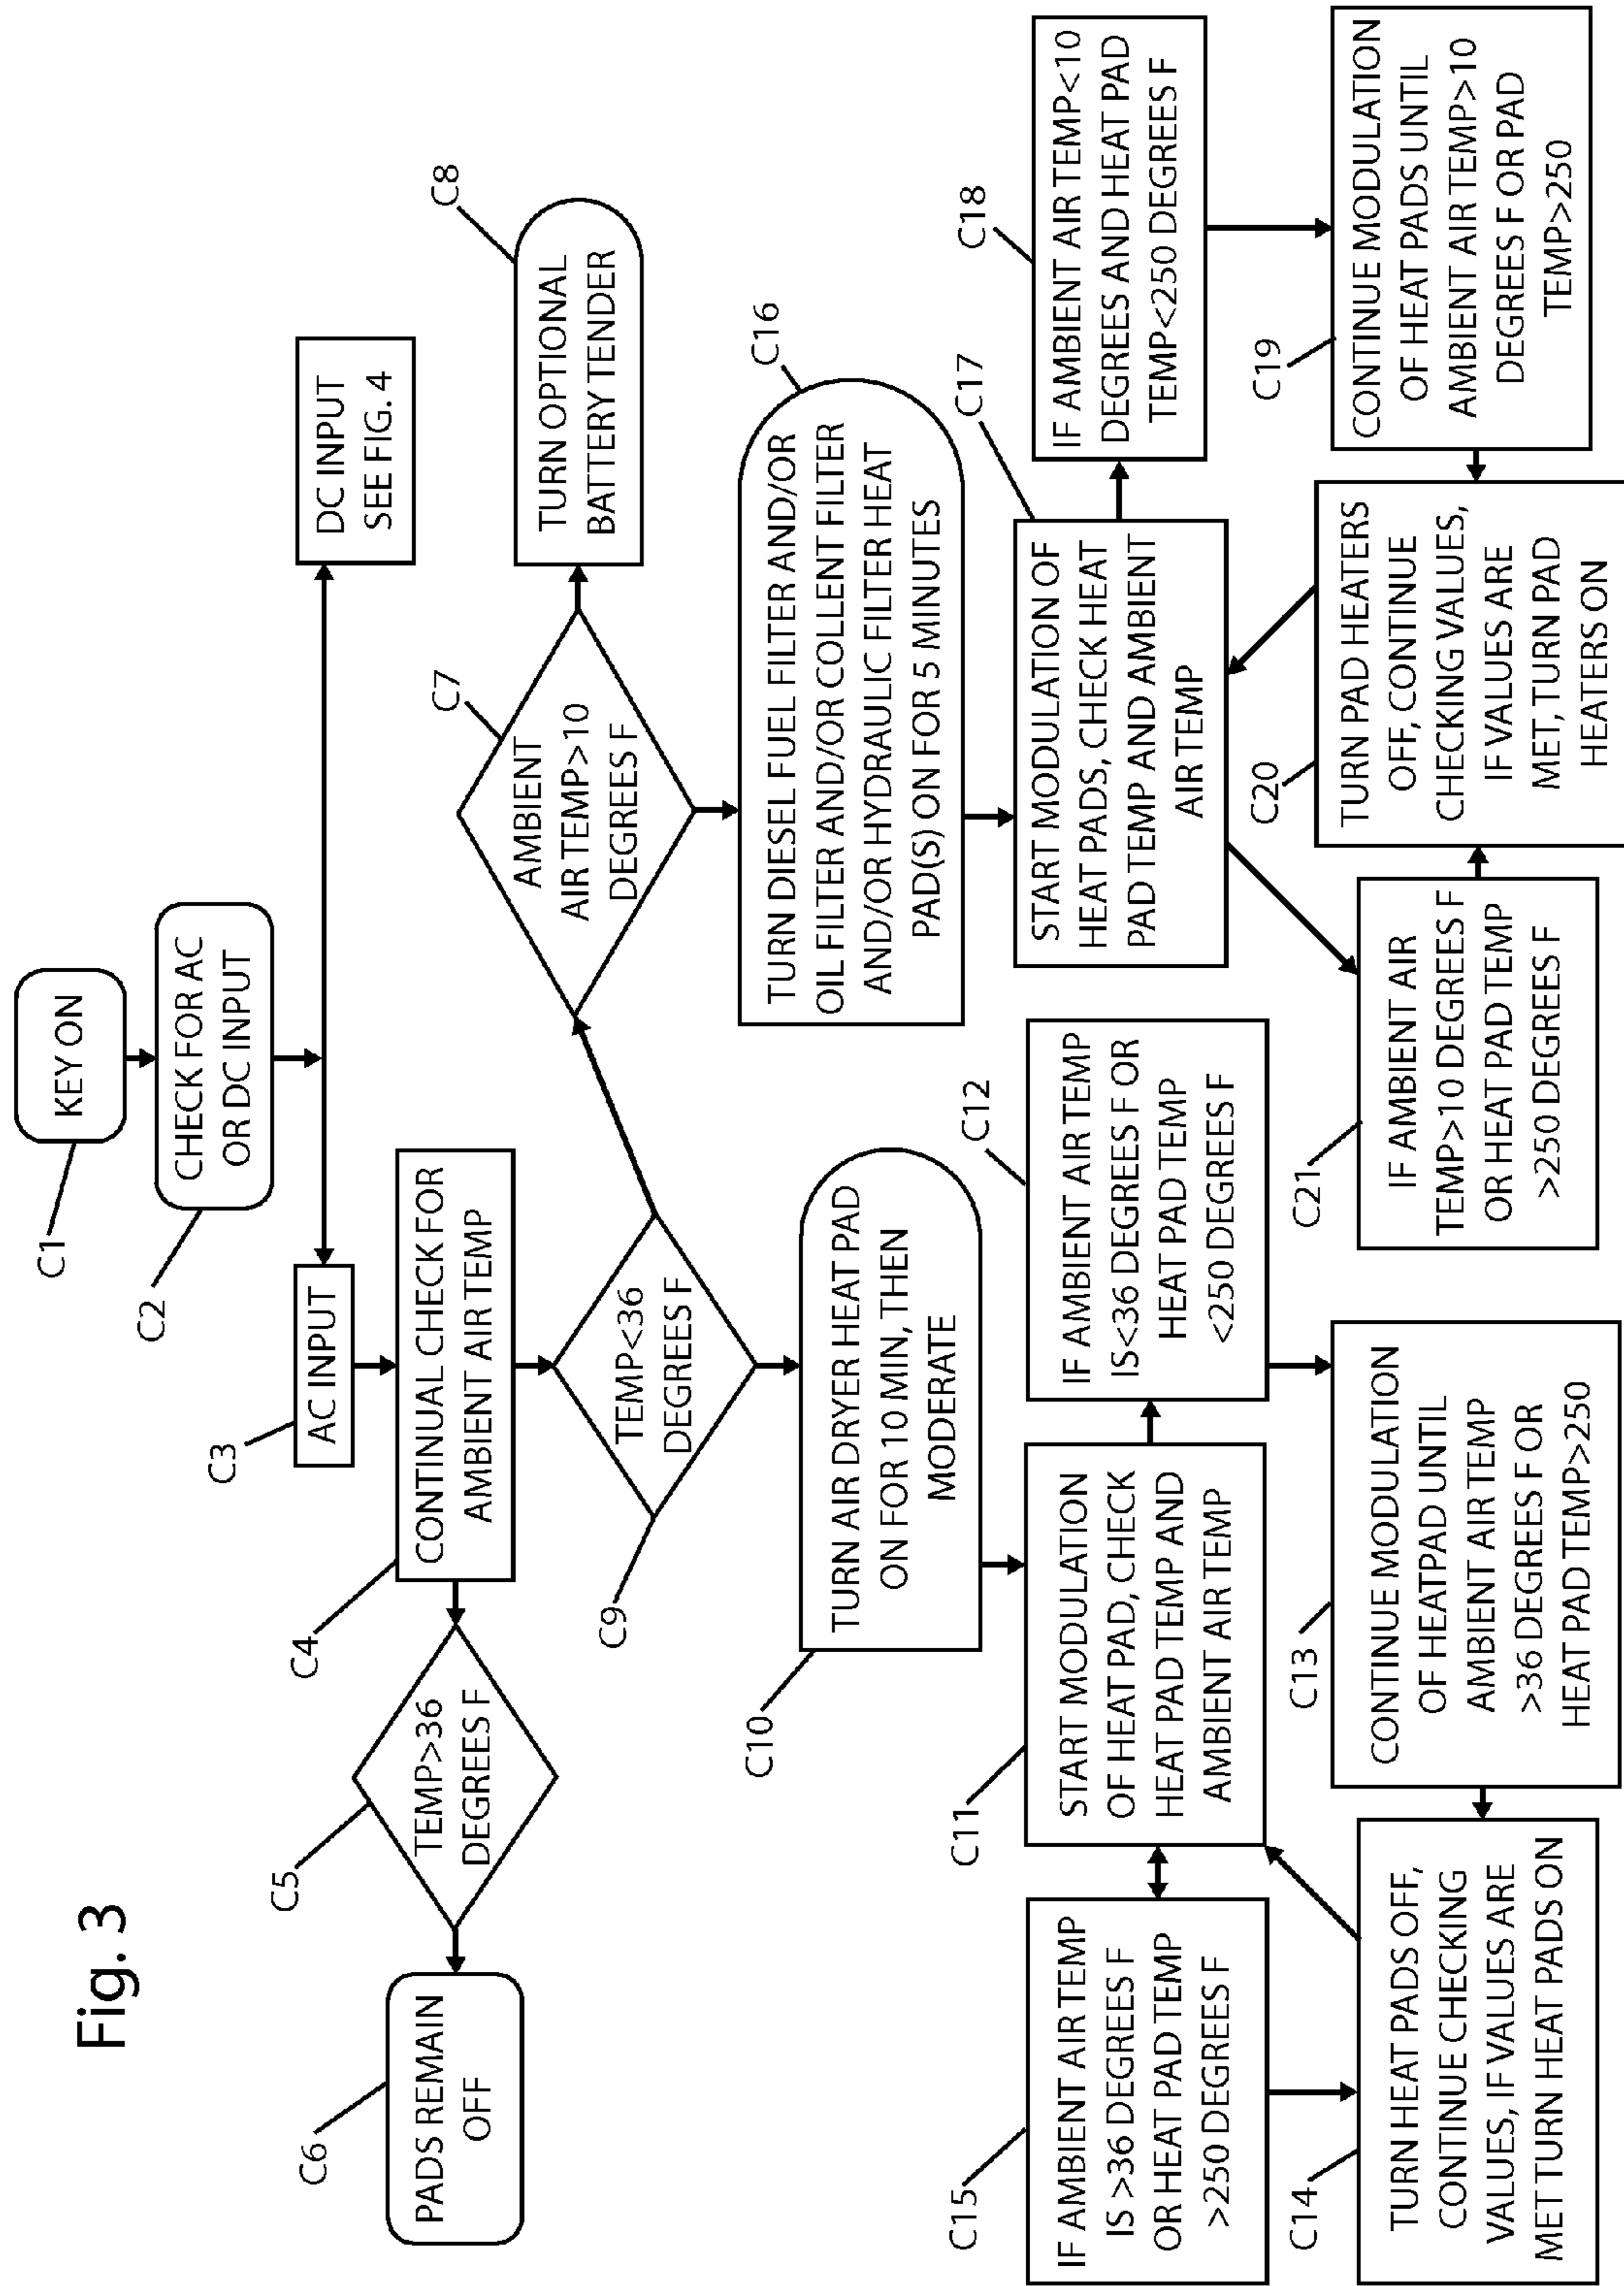 Fig. 3
C1
KEY ON
C2
CHECK FOR AC
OR DC INPUT
C3
AC INPUT
DC INPUT
SEE FIG. 4
C4
CONTINUAL CHECK FOR
AMBIENT AIR TEMP
C5
TEMP>36
DEGREES F
C6
PADS REMAIN
OFF
C7
AMBIENT
AIR TEMP>10
DEGREES F
C8
TURN OPTIONAL
BATTERY TENDER
C9
TEMP<36
DEGREES F
C10
TURN AIR DRYER HEAT PAD
ON FOR 10 MIN, THEN
MODERATE
C16
TURN DIESEL FUEL FILTER AND/OR
OIL FILTER AND/OR COLLENT FILTER
AND/OR HYDRAULIC FILTER HEAT
PAD(S) ON FOR 5 MINUTES
C15
IF AMBIENT AIR TEMP
IS >36 DEGREES F
OR HEAT PAD TEMP
>250 DEGREES F
C11
START MODULATION
OF HEAT PAD, CHECK
HEAT PAD TEMP AND
AMBIENT AIR TEMP
C12
IF AMBIENT AIR TEMP
IS<36 DEGREES F OR
HEAT PAD TEMP
<250 DEGREES F
C17
START MODULATION OF
HEAT PADS, CHECK HEAT
PAD TEMP AND AMBIENT
AIR TEMP
C18
IF AMBIENT AIR TEMP<10
DEGREES AND HEAT PAD
TEMP<250 DEGREES F
C14
TURN HEAT PADS OFF,
CONTINUE CHECKING
VALUES, IF VALUES ARE
MET TURN HEAT PADS ON
C13
CONTINUE MODULATION
OF HEATPAD UNTIL
AMBIENT AIR TEMP
>36 DEGREES F OR
HEAT PAD TEMP>250
C21
IF AMBIENT AIR
TEMP>10 DEGREES F
OR HEAT PAD TEMP
>250 DEGREES F
C20
TURN PAD HEATERS
OFF, CONTINUE
CHECKING VALUES,
IF VALUES ARE
MET, TURN PAD
HEATERS ON
C19
CONTINUE MODULATION
OF HEAT PADS UNTIL
AMBIENT AIR TEMP>10
DEGREES F OR PAD
TEMP>250